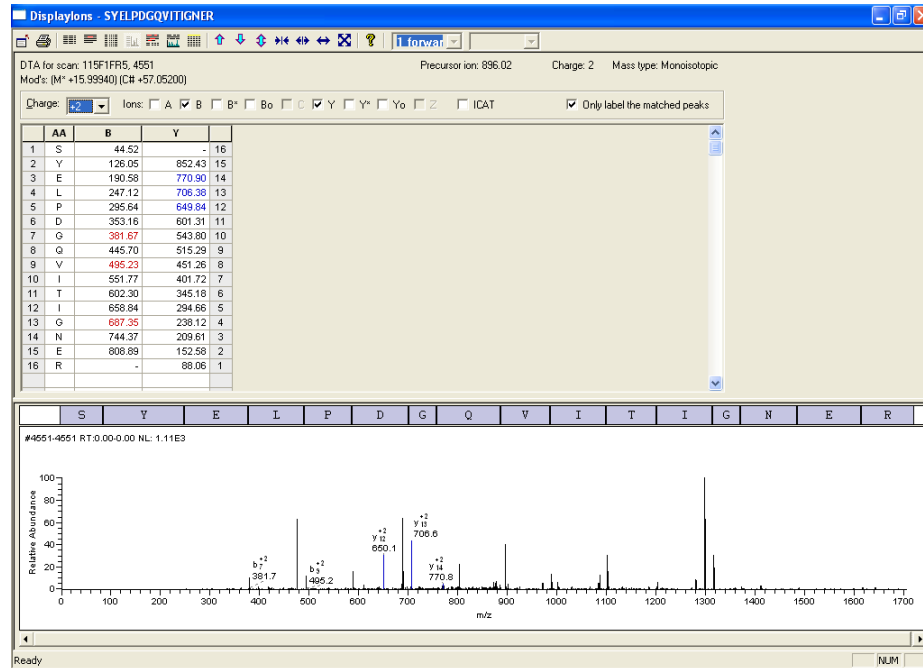 DisplayIons - SYELPDGQVITIGNER
1 forwar
DTA for scan: 115F1FR5, 4551 Precursor ion: 896.02 Charge: 2 Mass type: Monoisotopic
Mod's: (M* +15.99940) (C# +57.05200)
Charge: +2 Ions: A B B* Bo C Y Y* Yo Z ICAT Only label the matched peaks
AA B Y
1 S 44.52 - 16
2 Y 126.05 852.43 15
3 E 190.58 770.90 14
4 L 247.12 706.38 13
5 P 295.64 649.84 12
6 D 353.16 601.31 11
7 G 381.67 543.80 10
8 Q 445.70 515.29 9
9 V 495.23 451.26 8
10 I 551.77 401.72 7
11 T 602.30 345.18 6
12 I 658.84 294.66 5
13 G 687.35 238.12 4
14 N 744.37 209.61 3
15 E 808.89 152.58 2
16 R - 88.06 1
S Y E L P D G Q V I T I G N E R
#4551-4551 RT:0.00-0.00 NL: 1.11E3
Relative Abundance
100
80
60
40
20
0
b 7 +2
381.7
b 9 +2
495.2
y 12 +2
650.1
y 13 +2
706.6
y 14 +2
770.8
0 100 200 300 400 500 600 700 800 900 1000 1100 1200 1300 1400 1500 1600 1700
m/z
Ready NUM